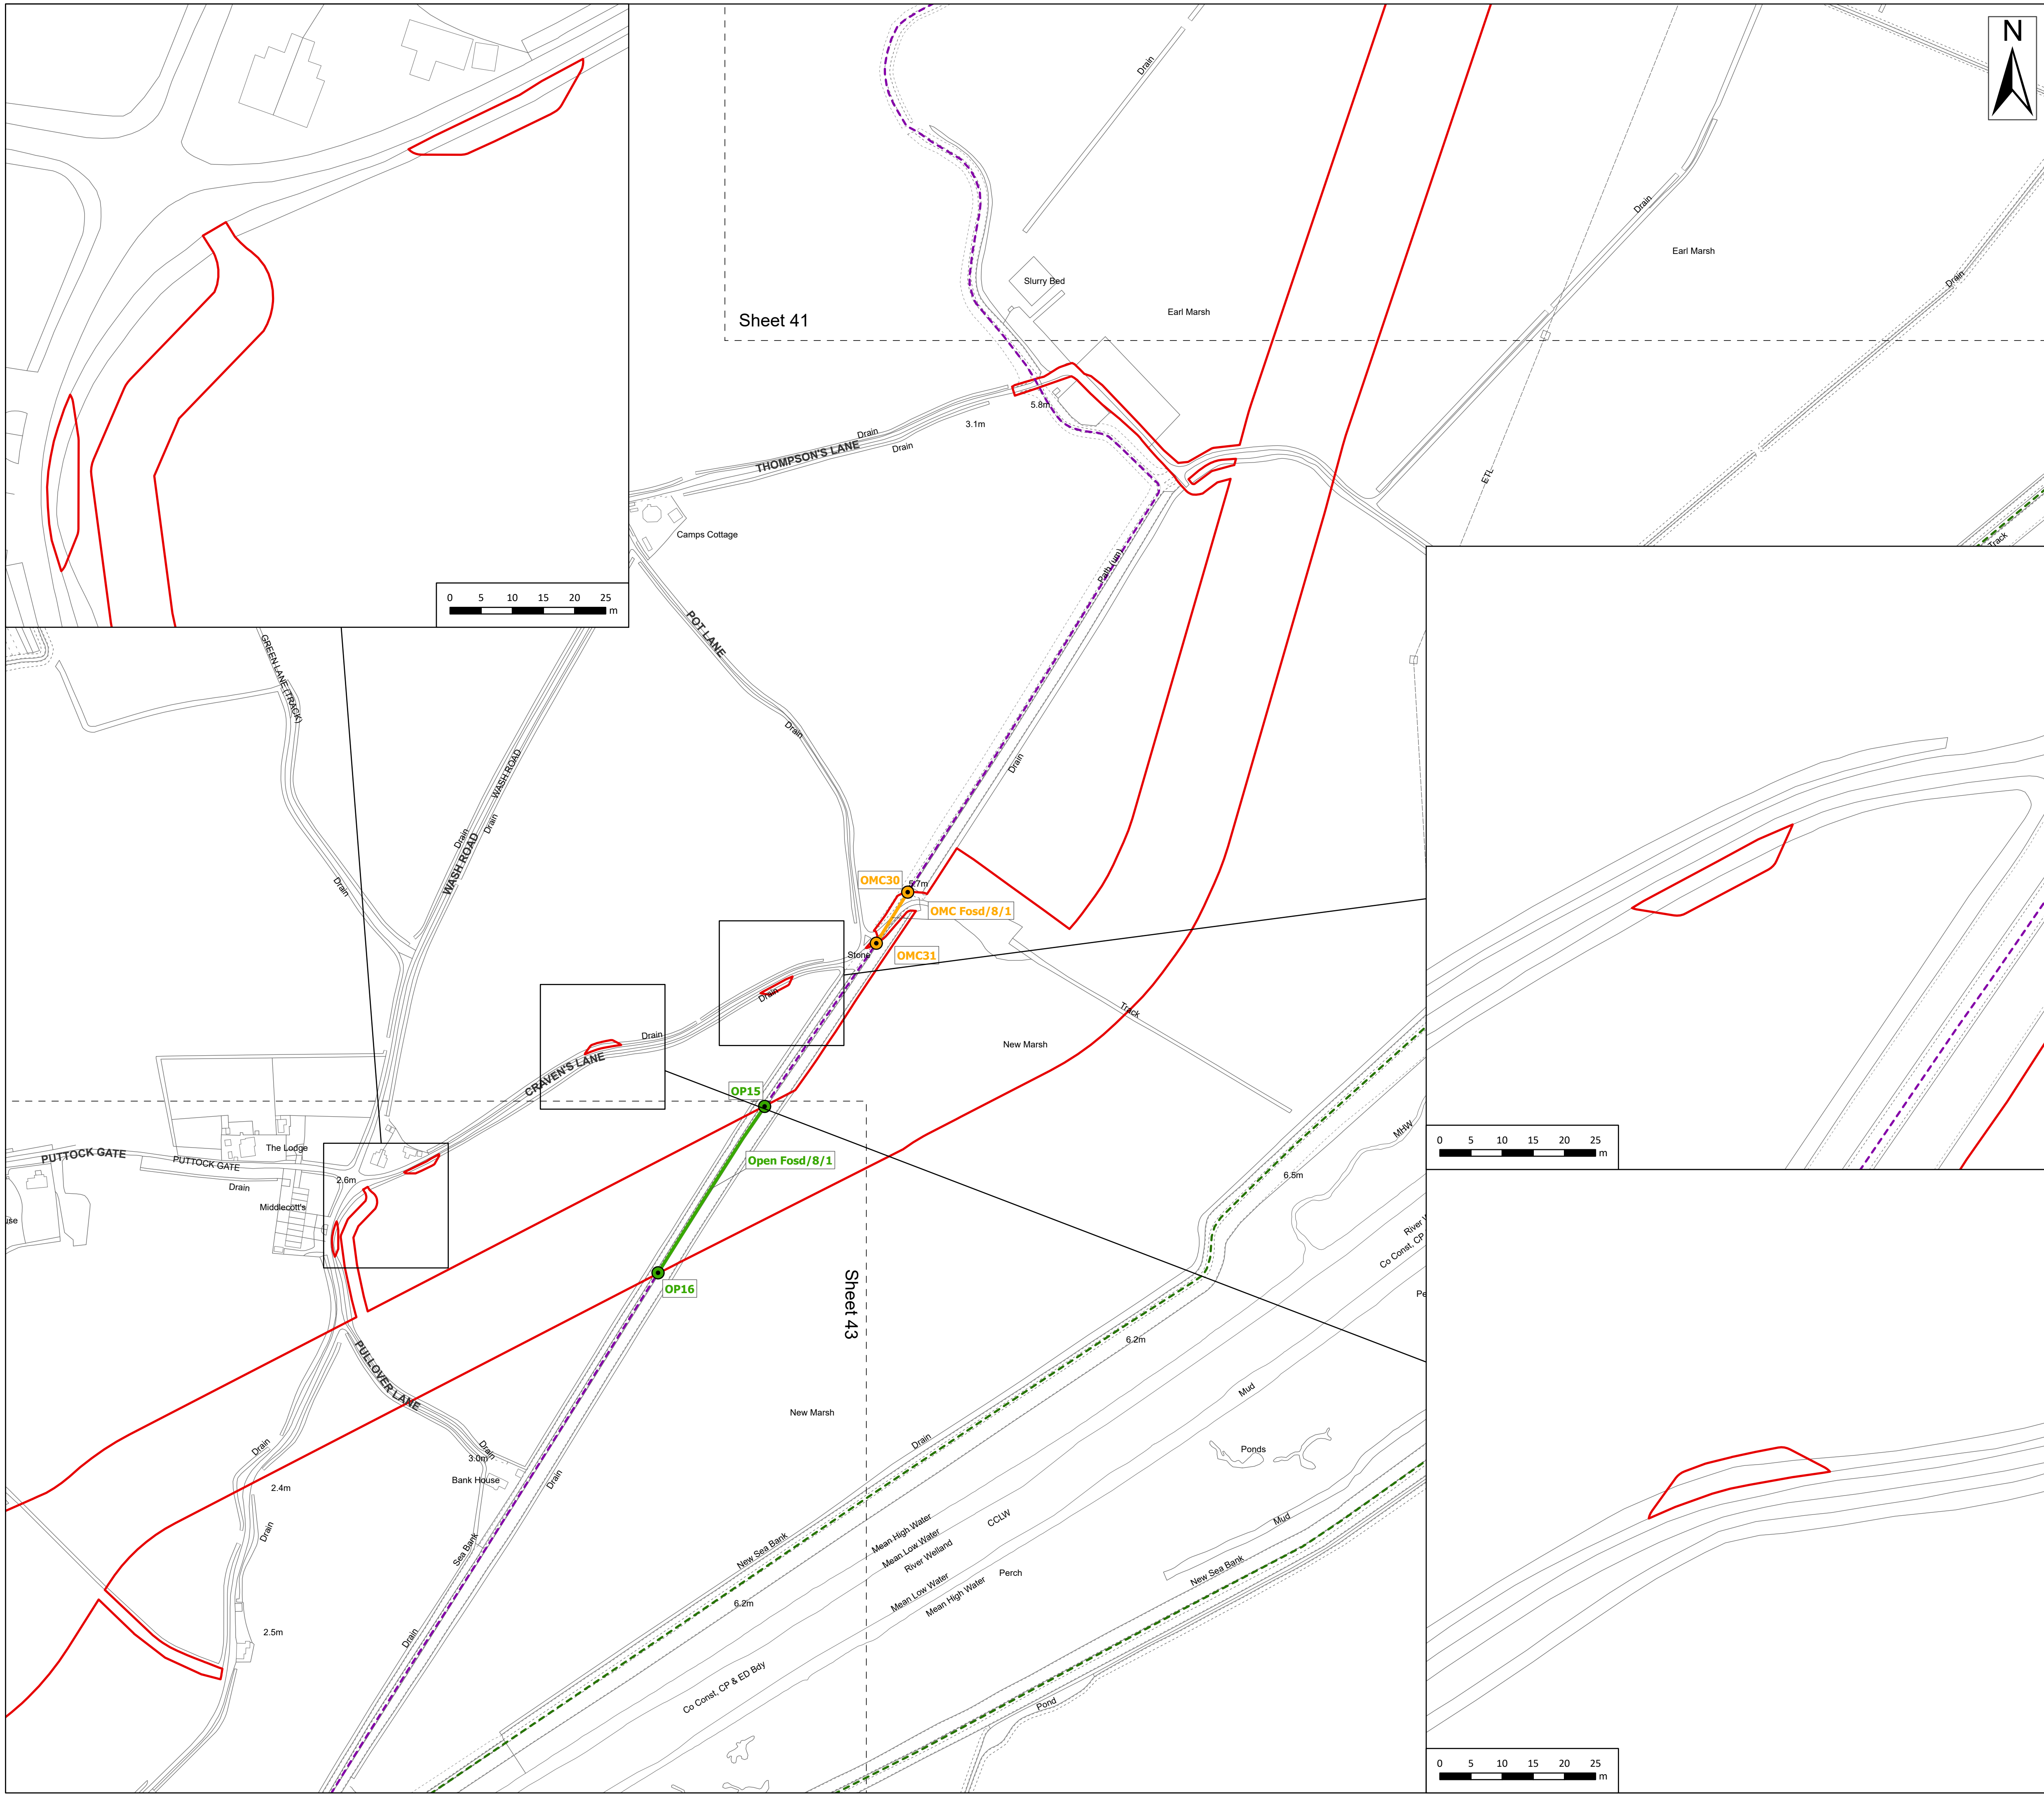 N
Drain
Drain
Earl Marsh
Drain
Slurry Bed
Earl Marsh
Sheet 41
5.8m
3.1m
Drain
THOMPSON'S LANE
Drain
ETL
Track
Camps Cottage
Path (um)
0 5 10 15 20 25
m
POT LANE
GREEN LANE (TRACK)
Drain
Drain
WASH ROAD
Drain
Drain
WASH ROAD
Drain
OMC30
OMC Fosd/8/1
OMC31
Stone
Drain
Track
Drain
New Marsh
CRAVEN'S LANE
OP15
MHW
0 5 10 15 20 25
m
The Lodge
PUTTOCK GATE
PUTTOCK GATE
Open Fosd/8/1
2.6m
6.5m
Drain
Middlecott's
OP16
Sheet 43
6.2m
PULLOVER LANE
New Marsh
Mud
Drain
Drain
Drain
3.0m
Ponds
Bank House
Drain
2.4m
Drain
Mean High Water
CCLW
Mud
Sea Bank
New Sea Bank
Mean Low Water
River Welland
Perch
New Sea Bank
Mean Low Water
Mean High Water
6.2m
2.5m
Drain
Co Const, CP & ED Bdy
Pond
0 5 10 15 20 25
m